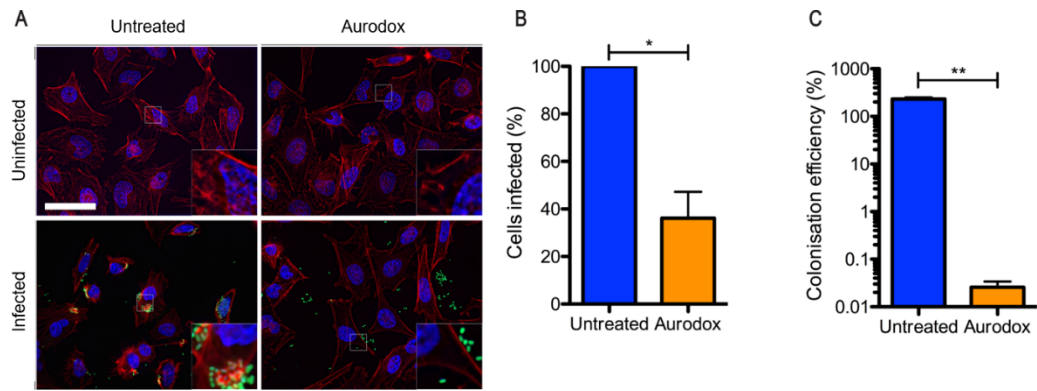 A
Untreated
Aurodox
Uninfected
Infected
B
*
Cells infected (%)
100
80
60
40
20
0
Untreated Aurodox
C
**
Colonisation efficiency (%)
1000
100
10
1
0.1
0.01
Untreated Aurodox